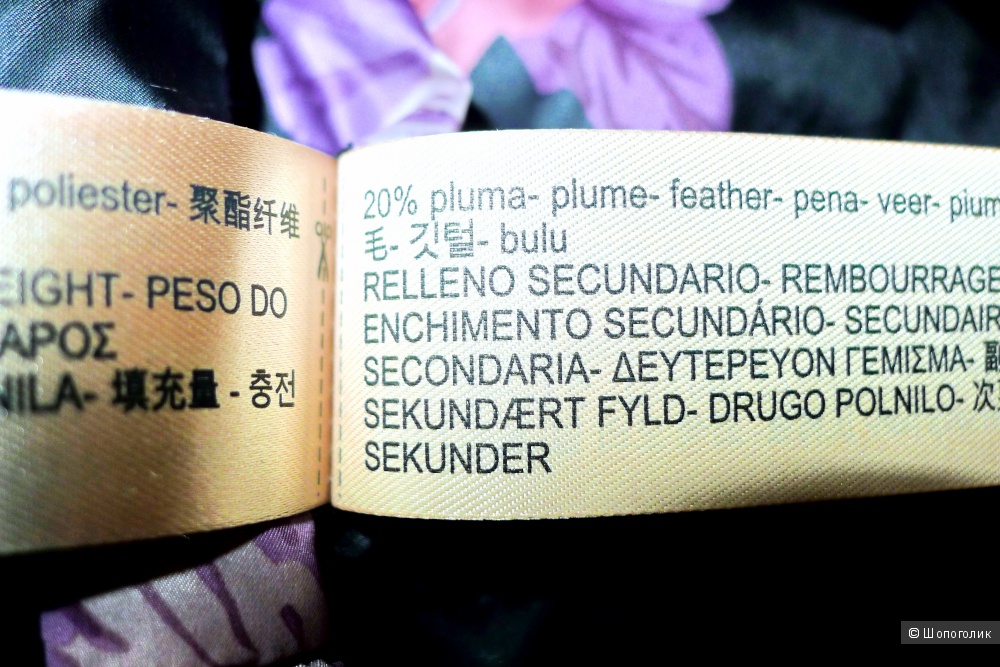 poliester- 聚酯纤维
EIGHT- PESO DO
ΑΡΟΣ
NILA- 填充量 - 충전
20% pluma- plume- feather- pena- veer- pium
毛- 깃털- bulu
RELLENO SECUNDARIO- REMBOURRAGE
ENCHIMENTO SECUNDÁRIO- SECUNDAIR
SECONDARIA- ΔΕΥΤΕΡΕΥΟΝ ΓΕΜΙΣΜΑ-
SEKUNDÆRT FYLD- DRUGO POLNILO- 次
SEKUNDER
© Шопоголик